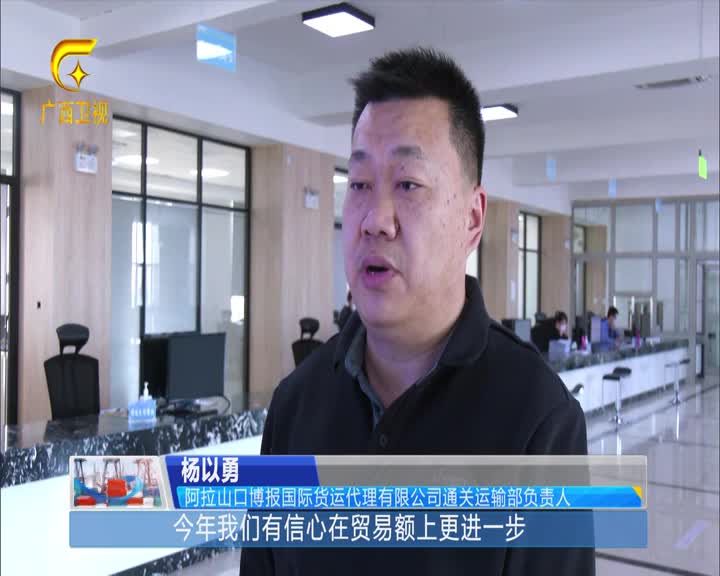 广西卫视
杨以勇
阿拉山口博报国际货运代理有限公司通关运输部负责人
今年我们有信心在贸易额上更进一步